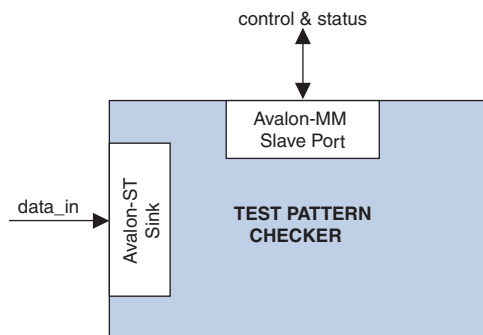 control & status
Avalon-MM
Slave Port
data_in
Avalon-ST
Sink
TEST PATTERN
CHECKER